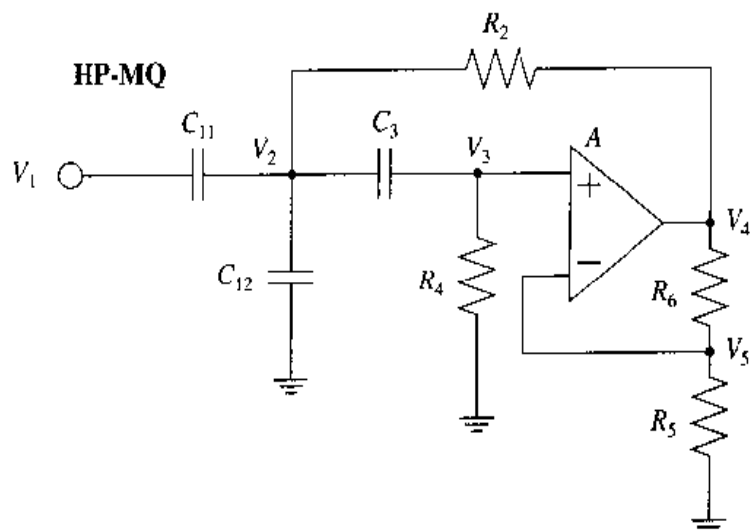 R₂
HP-MQ
C₁₁
C₃
A
V₁
V₂
V₃
+
V₄
C₁₂
R₄
−
R₆
V₅
R₅